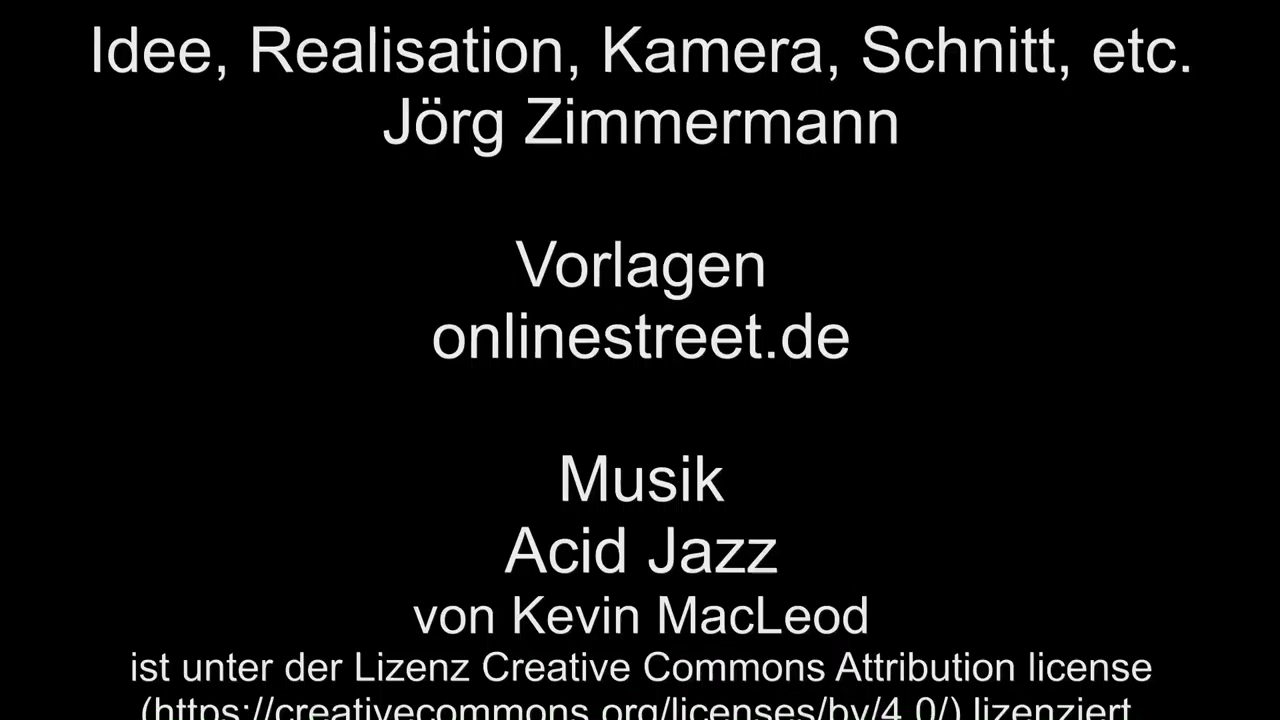 Idee, Realisation, Kamera, Schnitt, etc.
Jörg Zimmermann
Vorlagen
onlinestreet.de
Musik
Acid Jazz
von Kevin MacLeod
ist unter der Lizenz Creative Commons Attribution license
(https://creativecommons.org/licenses/by/4.0/) lizenziert